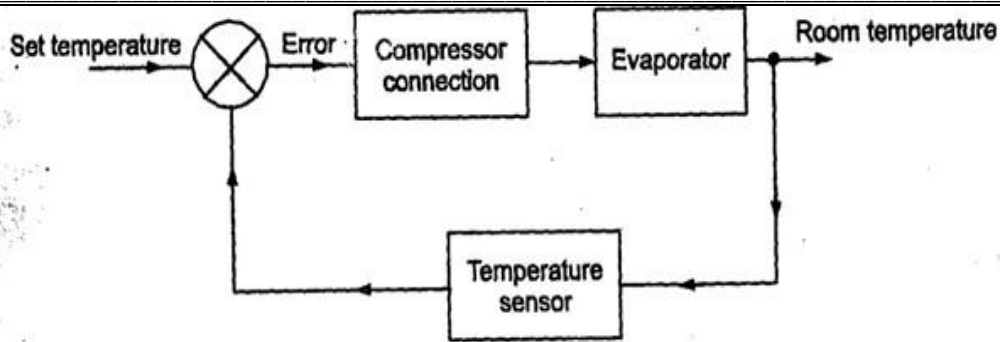 Set temperature
Error
Compressor
connection
Evaporator
Room temperature
Temperature
sensor